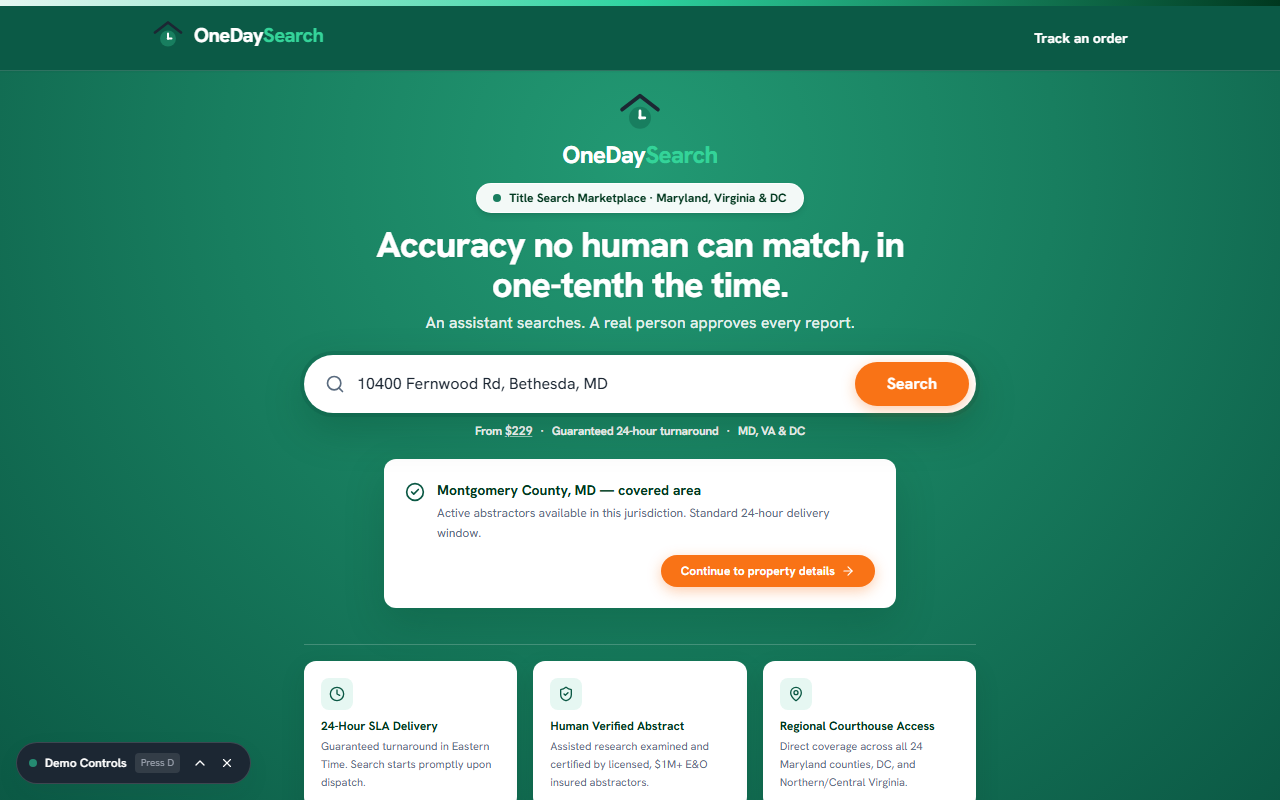 OneDaySearch
Track an order
OneDaySearch
Title Search Marketplace · Maryland, Virginia & DC
Accuracy no human can match, in
one-tenth the time.
An assistant searches. A real person approves every report.
10400 Fernwood Rd, Bethesda, MD
Search
From $229 · Guaranteed 24-hour turnaround · MD, VA & DC
Montgomery County, MD — covered area
Active abstractors available in this jurisdiction. Standard 24-hour delivery
window.
Continue to property details →
24-Hour SLA Delivery
Guaranteed turnaround in Eastern
Time. Search starts promptly upon
dispatch.
Human Verified Abstract
Assisted research examined and
certified by licensed, $1M+ E&O
insured abstractors.
Regional Courthouse Access
Direct coverage across all 24
Maryland counties, DC, and
Northern/Central Virginia.
Demo Controls Press D